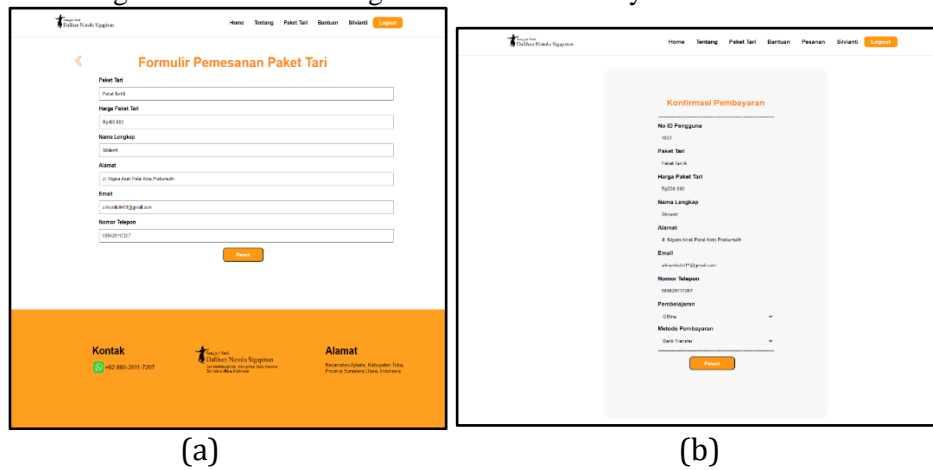 Dalihan Natolu Sigapiton
Home Tentang Paket Tari Bantuan Silvianti Logout
Formulir Pemesanan Paket Tari
Paket Tari
Harga Paket Tari
Nama Lengkap
Silvianti
Alamat
Email
Nomor Telepon
Pesan
Kontak
+62-895-2911-7207
Sanggar Seni
Dalihan Natolu Sigapiton
Alamat
Kecamatan Ajibata, Kabupaten Toba,
Provinsi Sumatera Utara, Indonesia
(a)
Dalihan Natolu Sigapiton
Home Tentang Paket Tari Bantuan Pesanan Silvianti Logout
Konfirmasi Pembayaran
No ID Pengguna
Paket Tari
Paket Tari A
Harga Paket Tari
Nama Lengkap
Silvianti
Alamat
Email
Nomor Telepon
Pembelajaran
Offline
Metode Pembayaran
Bank Transfer
Pesan
(b)